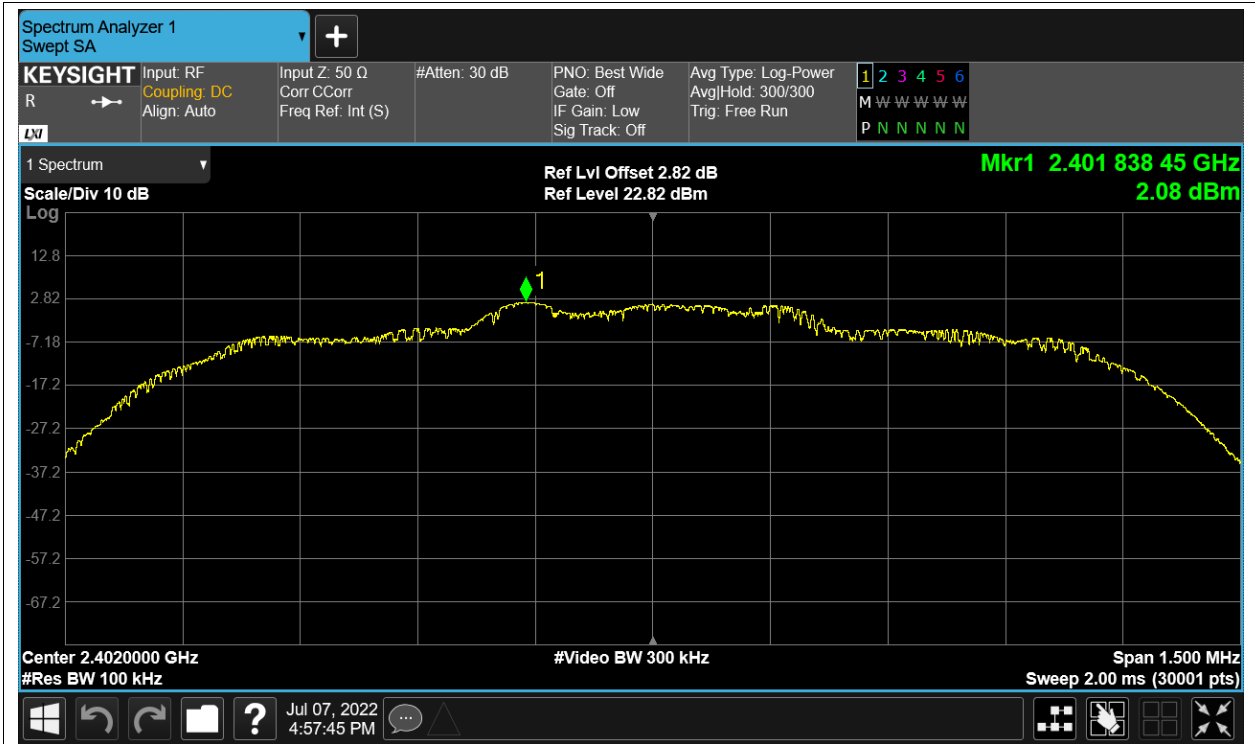 Spectrum Analyzer 1
Swept SA
KEYSIGHT
R
LXI
Input: RF
Coupling: DC
Align: Auto
Input Z: 50 Ω
Corr CCorr
Freq Ref: Int (S)
#Atten: 30 dB
PNO: Best Wide
Gate: Off
IF Gain: Low
Sig Track: Off
Avg Type: Log-Power
Avg|Hold: 300/300
Trig: Free Run
1 2 3 4 5 6
M W W W W W
P N N N N N
1 Spectrum
Scale/Div 10 dB
Log
Ref Lvl Offset 2.82 dB
Ref Level 22.82 dBm
Mkr1 2.401 838 45 GHz
2.08 dBm
12.8
2.82
-7.18
-17.2
-27.2
-37.2
-47.2
-57.2
-67.2
1
Center 2.4020000 GHz
#Res BW 100 kHz
#Video BW 300 kHz
Span 1.500 MHz
Sweep 2.00 ms (30001 pts)
?
Jul 07, 2022
4:57:45 PM